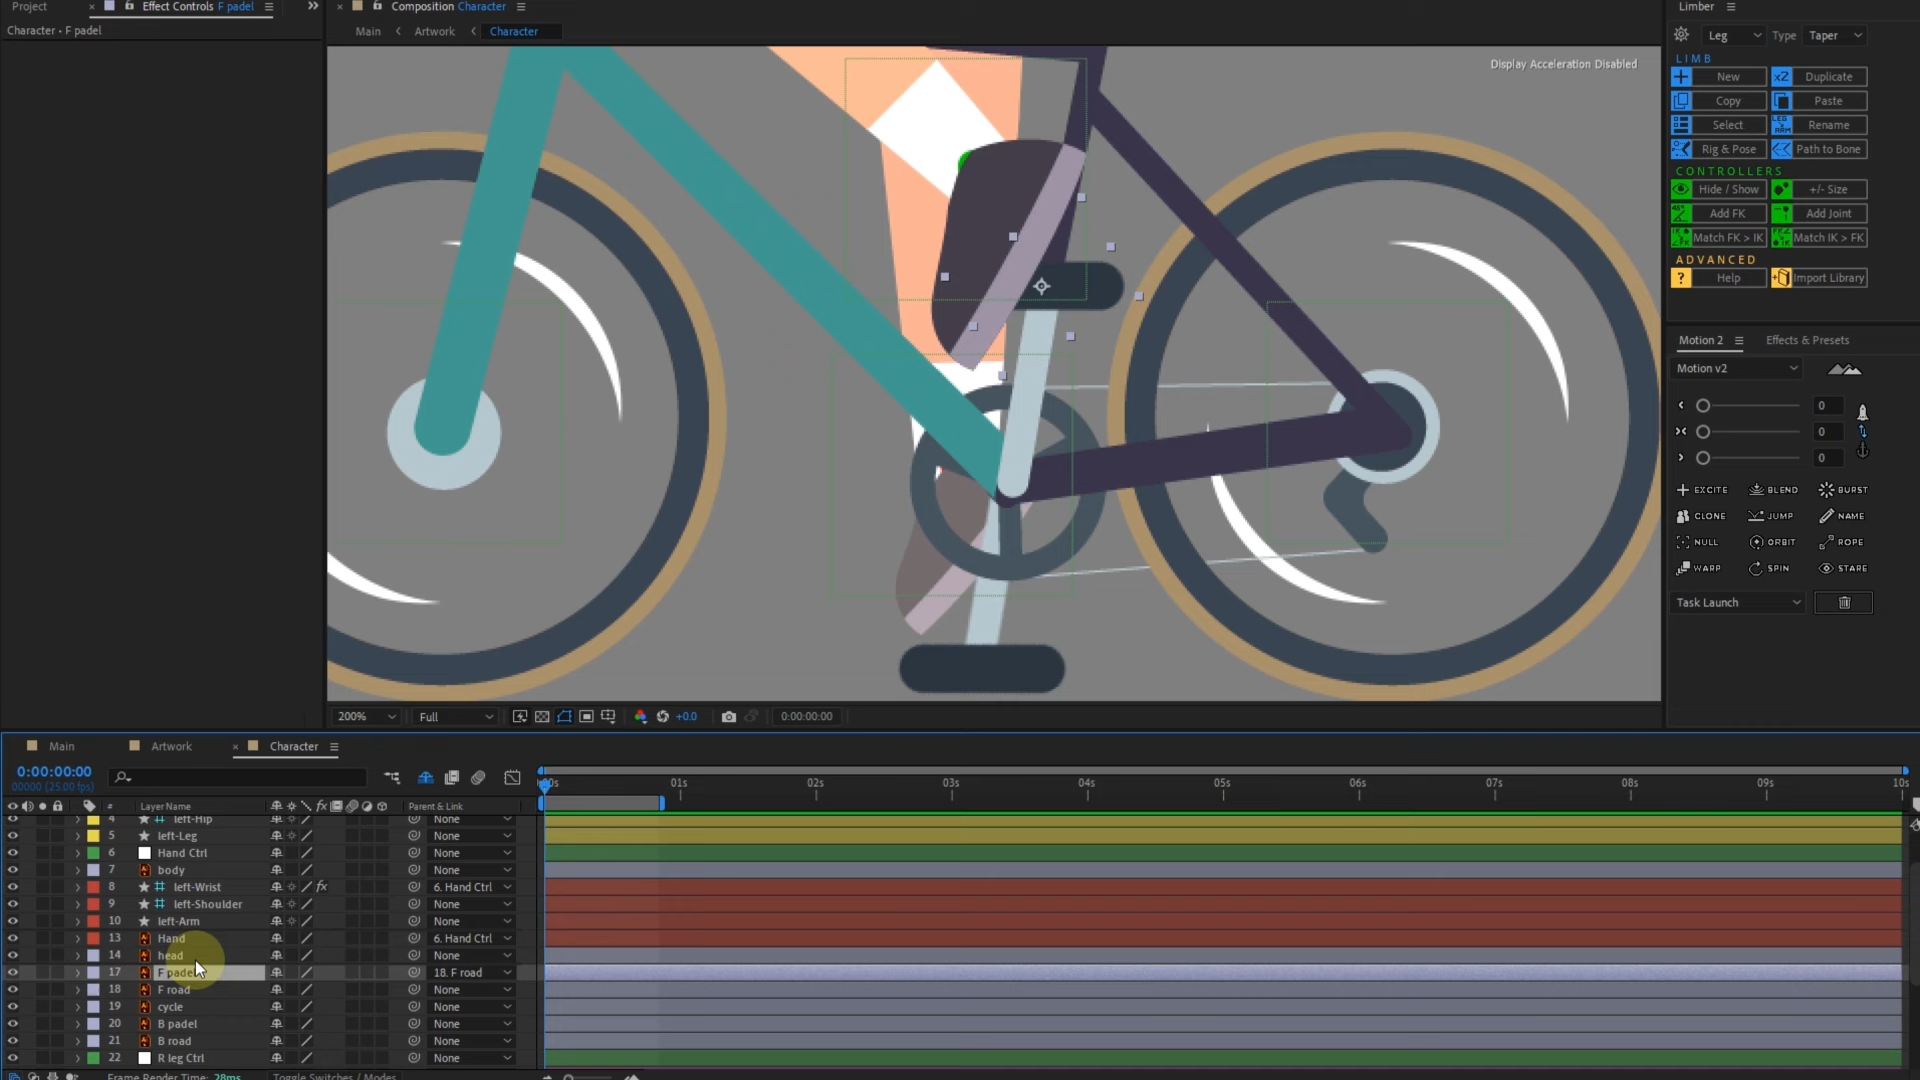 Project
Effect Controls F padel
Composition Character
Limber
Character • F padel
Main Artwork Character
Leg Type Taper
Display Acceleration Disabled
LIMB
New x2 Duplicate
Copy Paste
Select Rename
Rig & Pose Path to Bone
CONTROLLERS
Hide / Show +/- Size
Add FK Add Joint
Match FK > IK Match IK > FK
ADVANCED
? Help Import Library
Motion 2 Effects & Presets
Motion v2
0
0
0
EXCITE BLEND BURST
CLONE JUMP NAME
NULL ORBIT ROPE
WARP SPIN STARE
Task Launch
200% Full +0.0 0:00:00:00
Main Artwork Character
0:00:00:00
00000 (25.00 fps)
01s 02s 03s 04s 05s 06s 07s 08s 09s 10s
# Layer Name fx Parent & Link
4 left-Hip None
5 left-Leg None
6 Hand Ctrl None
7 body None
8 left-Wrist fx 6. Hand Ctrl
9 left-Shoulder None
10 left-Arm None
13 Hand 6. Hand Ctrl
14 head None
17 F padel 18. F road
18 F road None
19 cycle None
20 B padel None
21 B road None
22 R leg Ctrl None
Frame Render Time: 28ms Toggle Switches / Modes